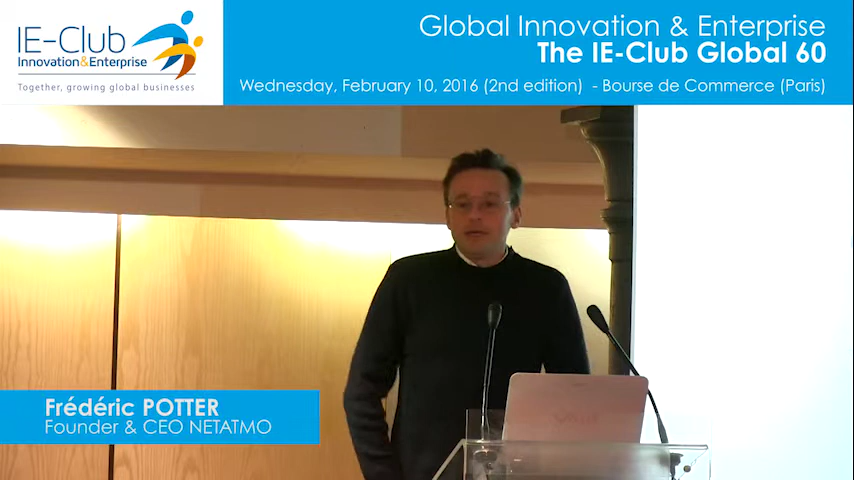 IE-Club
Innovation&Enterprise
Together, growing global businesses
Global Innovation & Enterprise
The IE-Club Global 60
Wednesday, February 10, 2016 (2nd edition) - Bourse de Commerce (Paris)
Frédéric POTTER
Founder & CEO NETATMO